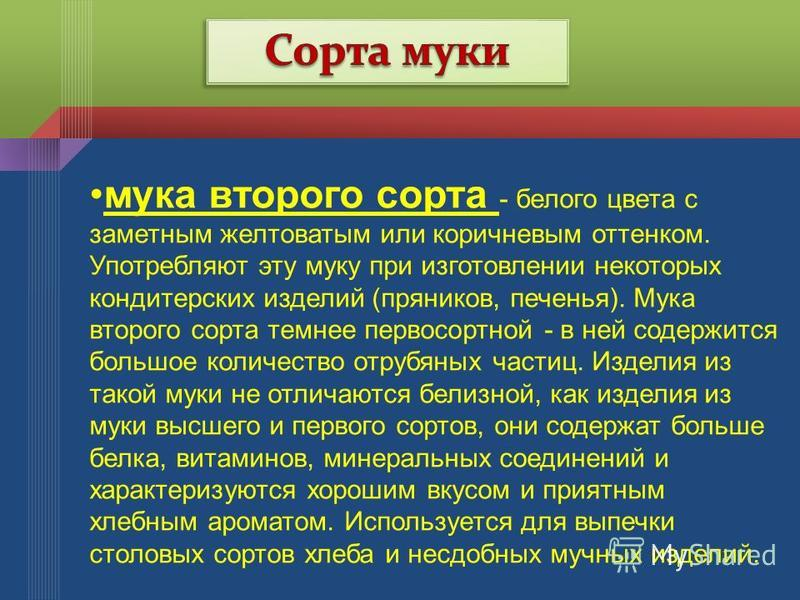 Сорта муки
•мука второго сорта - белого цвета с
заметным желтоватым или коричневым оттенком.
Употребляют эту муку при изготовлении некоторых
кондитерских изделий (пряников, печенья). Мука
второго сорта темнее первосортной - в ней содержится
большое количество отрубяных частиц. Изделия из
такой муки не отличаются белизной, как изделия из
муки высшего и первого сортов, они содержат больше
белка, витаминов, минеральных соединений и
характеризуются хорошим вкусом и приятным
хлебным ароматом. Используется для выпечки
столовых сортов хлеба и несдобных мучных изделий.
MyShared